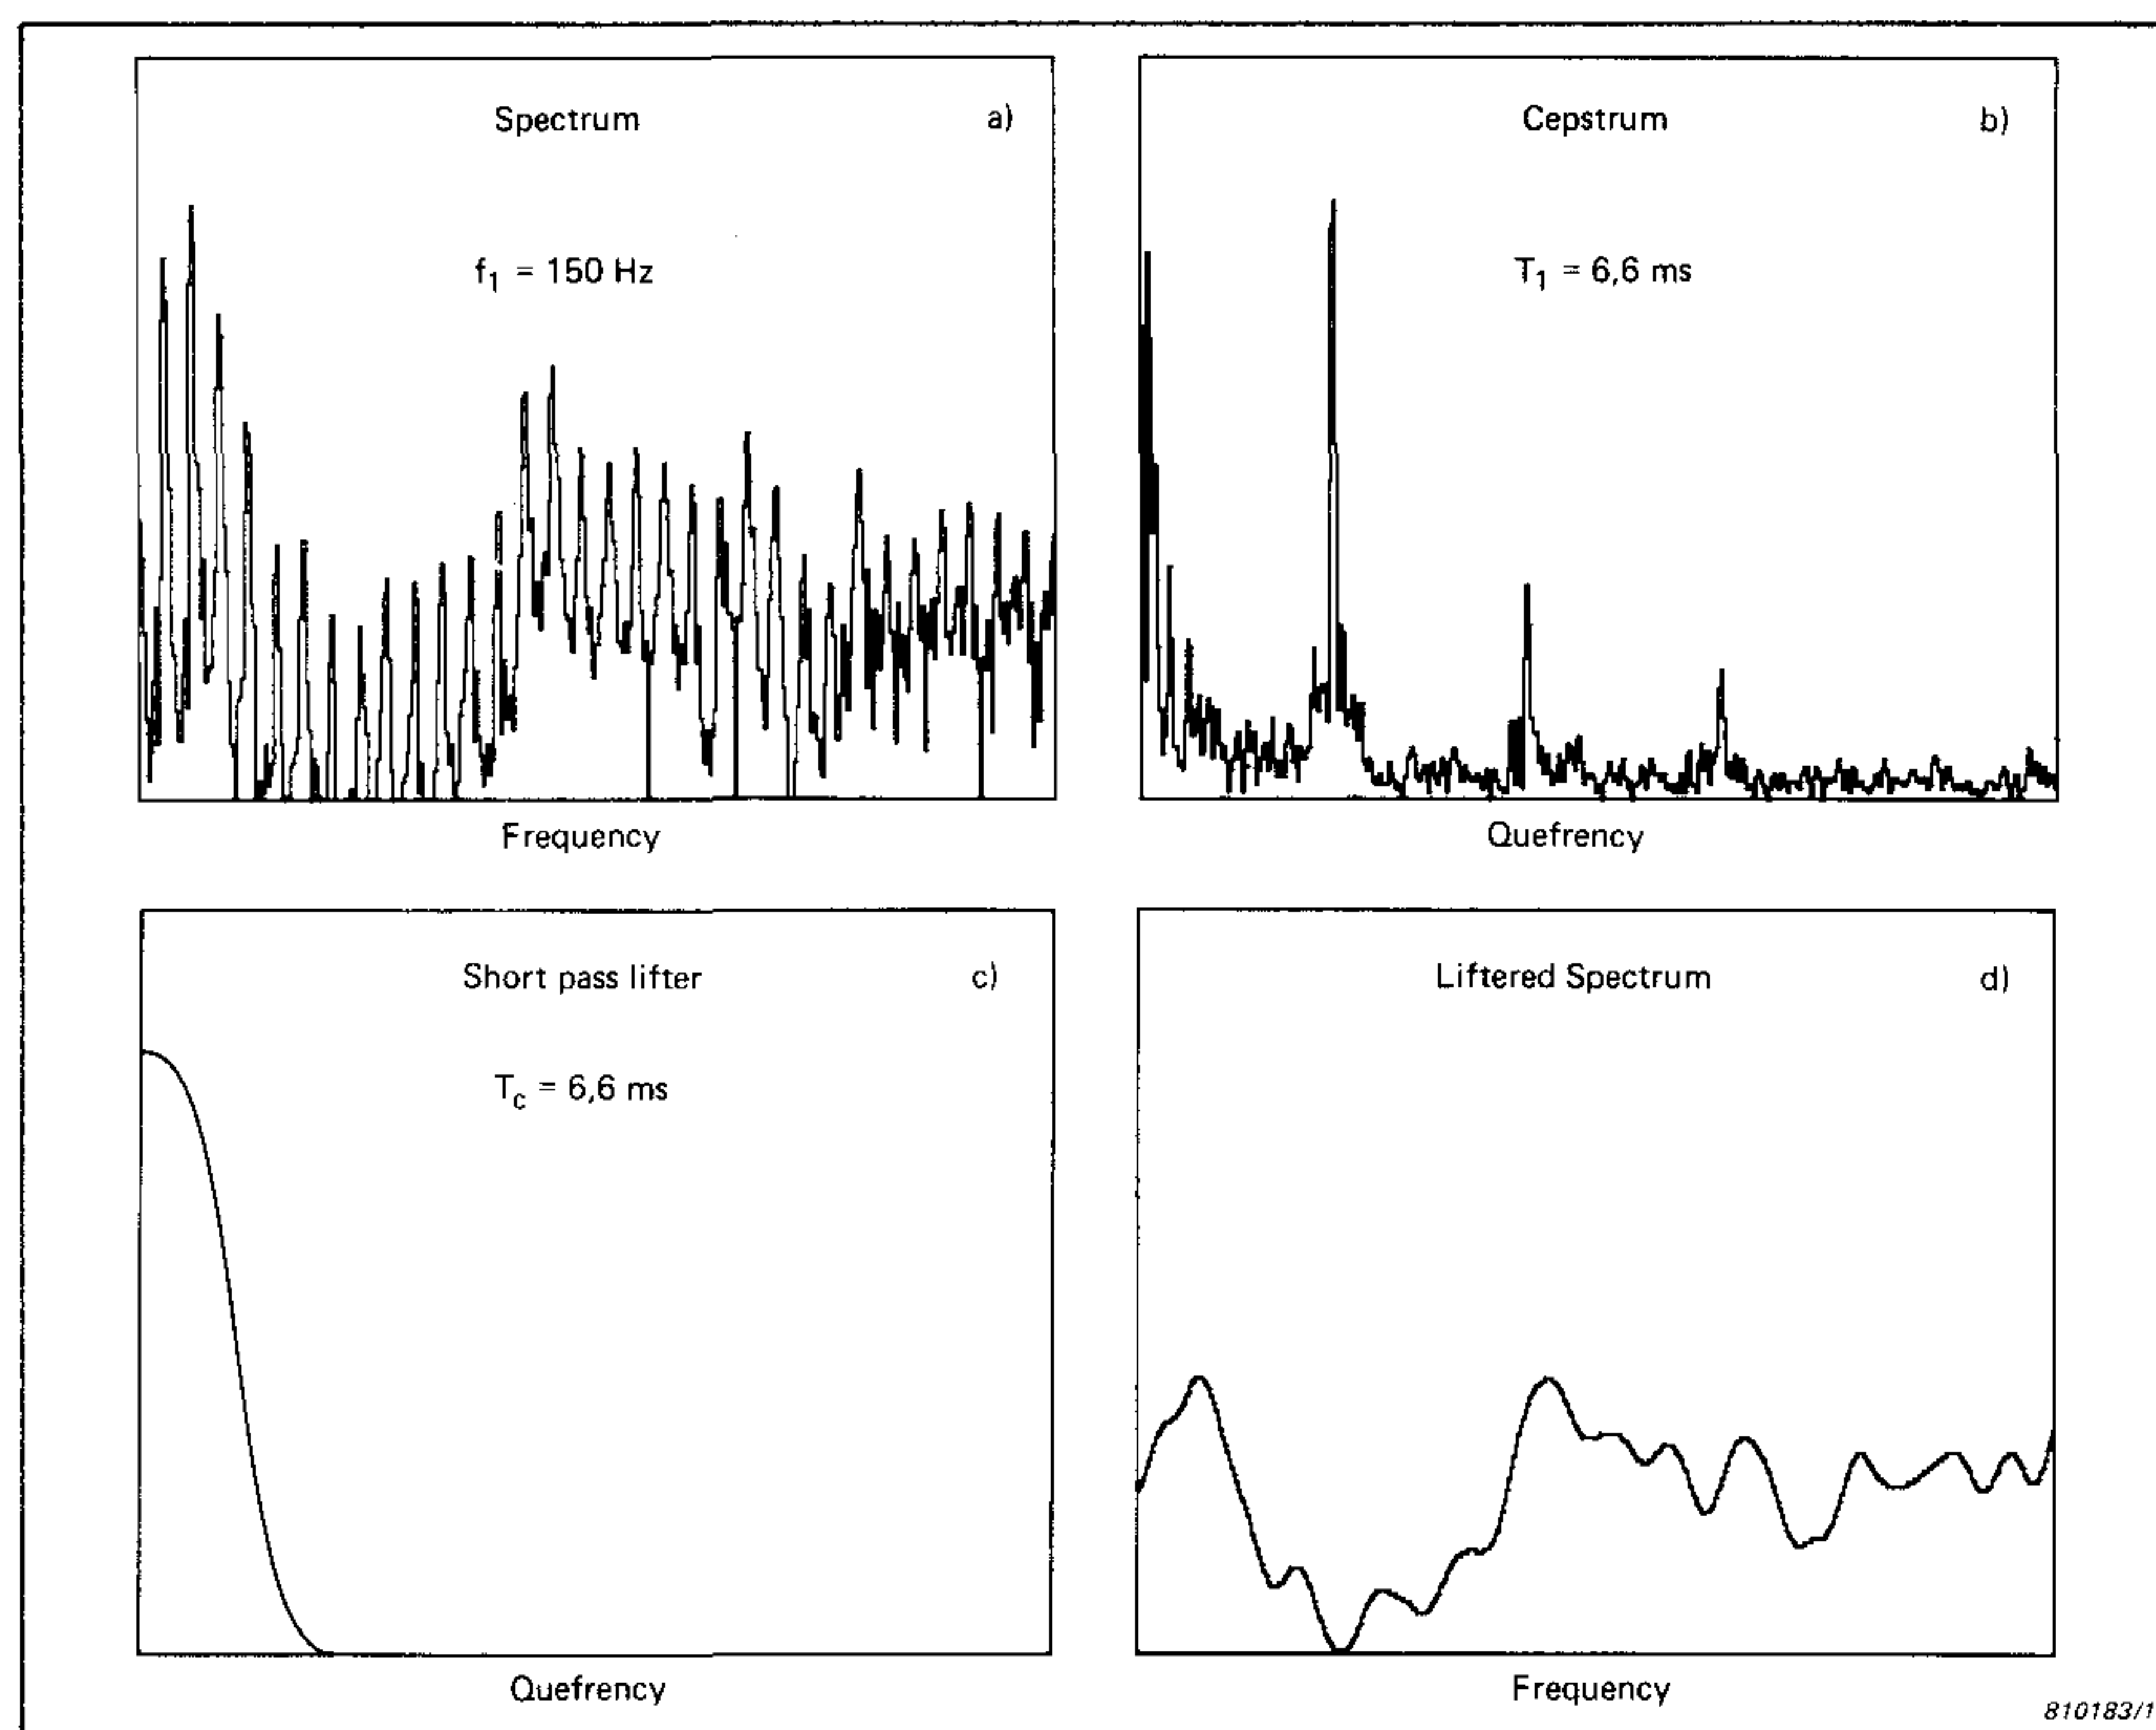 Spectrum a)
f₁ = 150 Hz
Frequency
Cepstrum b)
T₁ = 6,6 ms
Quefrency
Short pass lifter c)
T_c = 6,6 ms
Quefrency
Liftered Spectrum d)
Frequency
810183/1